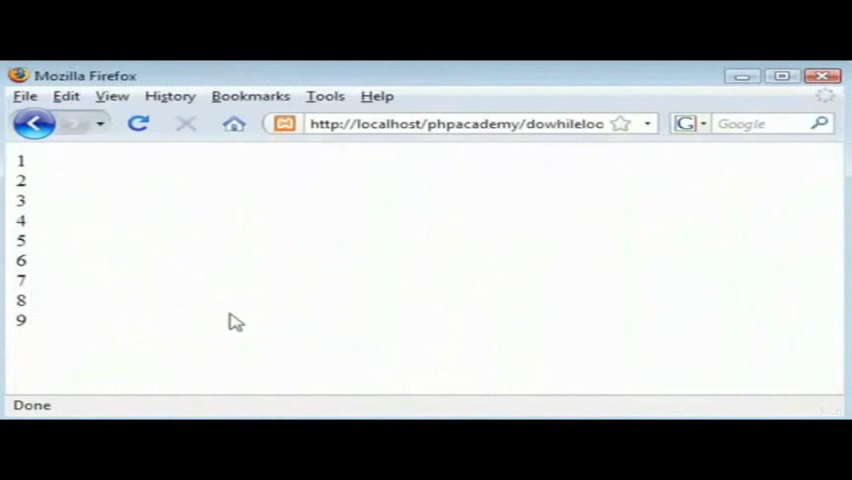 Mozilla Firefox
File Edit View History Bookmarks Tools Help
http://localhost/phpacademy/dowhileloo Google
1
2
3
4
5
6
7
8
9
Done